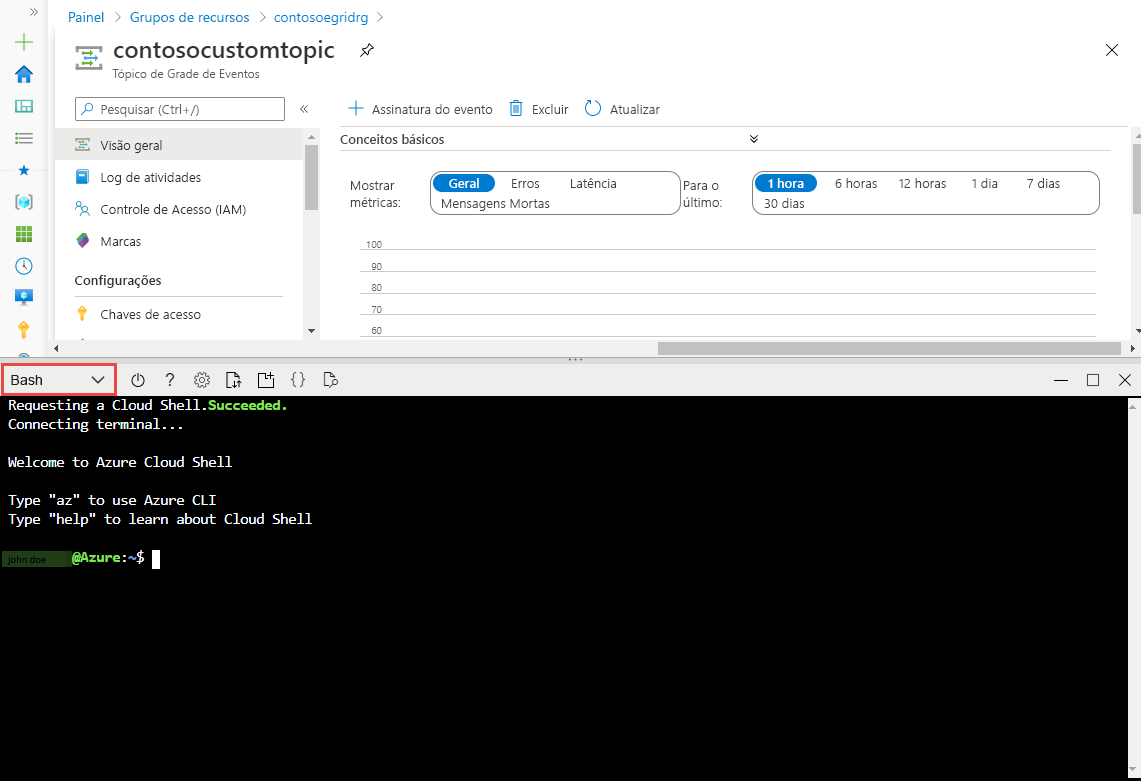 Painel > Grupos de recursos > contosoegridrg >
contosocustomtopic
Tópico de Grade de Eventos
Pesquisar (Ctrl+/)
Visão geral
Log de atividades
Controle de Acesso (IAM)
Marcas
Configurações
Chaves de acesso
Assinatura do evento Excluir Atualizar
Conceitos básicos
Mostrar métricas:
Geral Erros Latência
Mensagens Mortas
Para o último:
1 hora 6 horas 12 horas 1 dia 7 dias
30 dias
100
90
80
70
60
Bash
Requesting a Cloud Shell.Succeeded.
Connecting terminal...
Welcome to Azure Cloud Shell
Type "az" to use Azure CLI
Type "help" to learn about Cloud Shell
john doe@Azure:~$